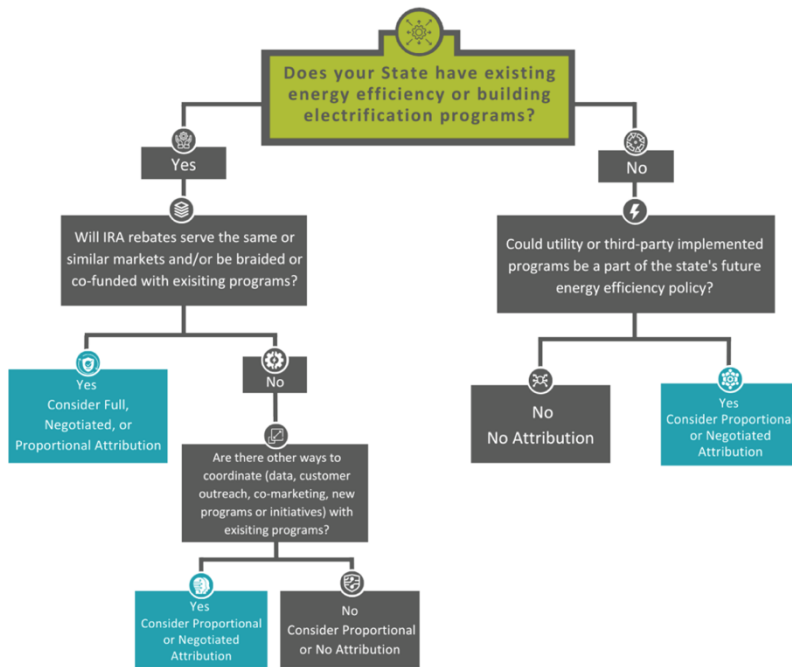 Does your State have existing
energy efficiency or building
electrification programs?
Yes
No
Will IRA rebates serve the same or
similar markets and/or be braided or
co-funded with exisiting programs?
Could utility or third-party implemented
programs be a part of the state's future
energy efficiency policy?
Yes
Consider Full,
Negotiated, or
Proportional Attribution
No
No
No Attribution
Yes
Consider Proportional
or Negotiated
Attribution
Are there other ways to
coordinate (data, customer
outreach, co-marketing, new
programs or initiatives) with
exisiting programs?
Yes
Consider Proportional
or Negotiated
Attribution
No
Consider Proportional
or No Attribution